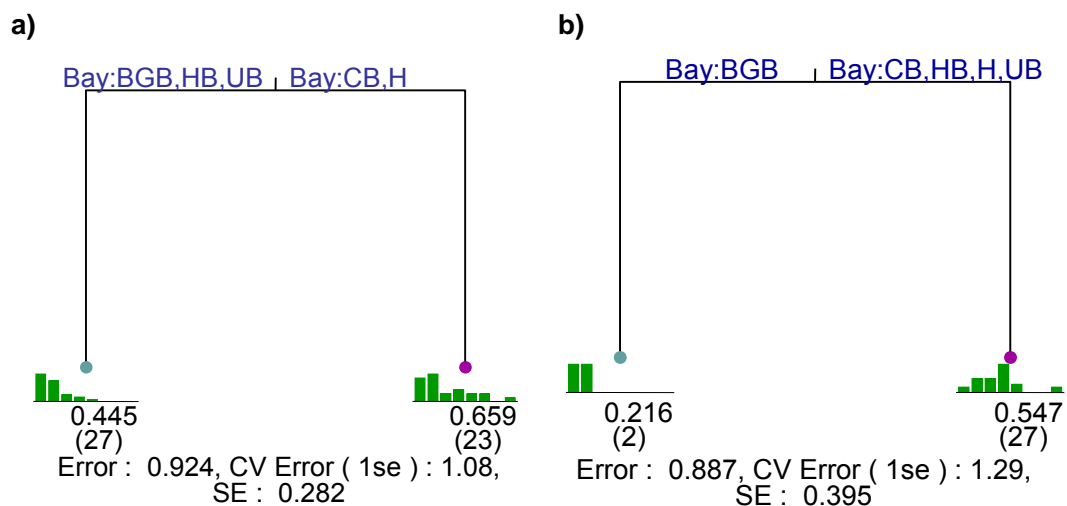 a)
Bay:BGB,HB,UB Bay:CB,H
0.445
(27)
0.659
(23)
Error : 0.924, CV Error ( 1se ) : 1.08,
SE : 0.282
b)
Bay:BGB Bay:CB,HB,H,UB
0.216
(2)
0.547
(27)
Error : 0.887, CV Error ( 1se ) : 1.29,
SE : 0.395